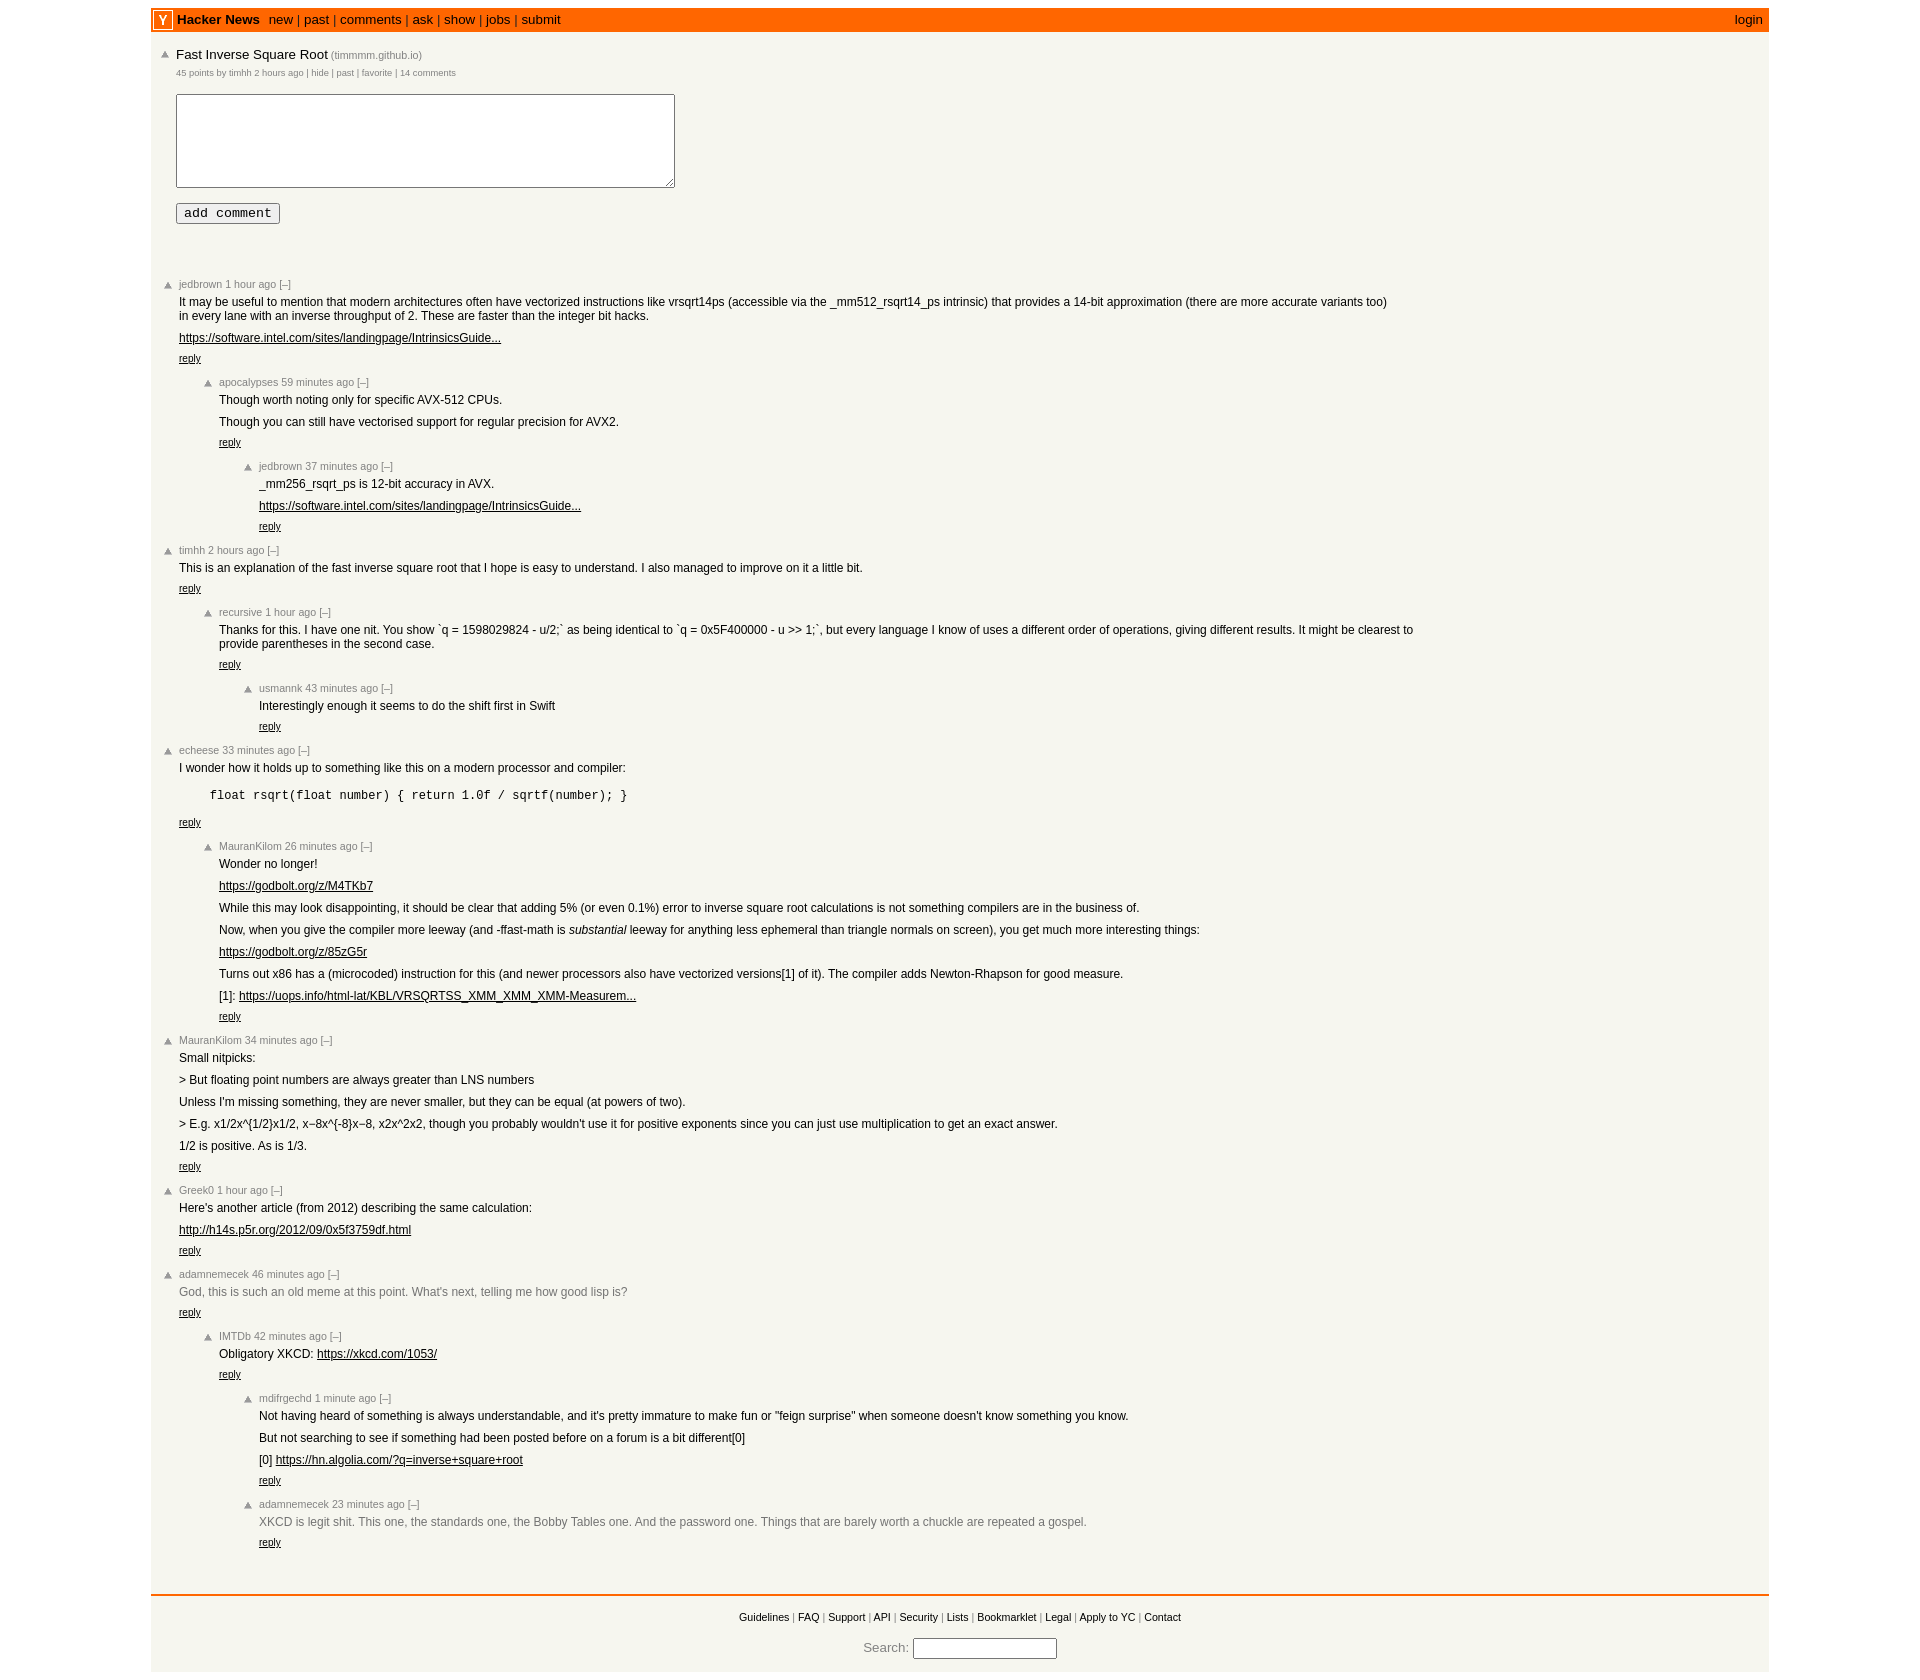 Y Hacker News new | past | comments | ask | show | jobs | submit login
Fast Inverse Square Root (timmmm.github.io)
45 points by timhh 2 hours ago | hide | past | favorite | 14 comments
add comment
jedbrown 1 hour ago [–]
It may be useful to mention that modern architectures often have vectorized instructions like vrsqrt14ps (accessible via the _mm512_rsqrt14_ps intrinsic) that provides a 14-bit approximation (there are more accurate variants too)
in every lane with an inverse throughput of 2. These are faster than the integer bit hacks.
https://software.intel.com/sites/landingpage/IntrinsicsGuide...
reply
apocalypses 59 minutes ago [–]
Though worth noting only for specific AVX-512 CPUs.
Though you can still have vectorised support for regular precision for AVX2.
reply
jedbrown 37 minutes ago [–]
_mm256_rsqrt_ps is 12-bit accuracy in AVX.
https://software.intel.com/sites/landingpage/IntrinsicsGuide...
reply
timhh 2 hours ago [–]
This is an explanation of the fast inverse square root that I hope is easy to understand. I also managed to improve on it a little bit.
reply
recursive 1 hour ago [–]
Thanks for this. I have one nit. You show `q = 1598029824 - u/2;` as being identical to `q = 0x5F400000 - u >> 1;`, but every language I know of uses a different order of operations, giving different results. It might be clearest to
provide parentheses in the second case.
reply
usmannk 43 minutes ago [–]
Interestingly enough it seems to do the shift first in Swift
reply
echeese 33 minutes ago [–]
I wonder how it holds up to something like this on a modern processor and compiler:
float rsqrt(float number) { return 1.0f / sqrtf(number); }
reply
MauranKilom 26 minutes ago [–]
Wonder no longer!
https://godbolt.org/z/M4TKb7
While this may look disappointing, it should be clear that adding 5% (or even 0.1%) error to inverse square root calculations is not something compilers are in the business of.
Now, when you give the compiler more leeway (and -ffast-math is substantial leeway for anything less ephemeral than triangle normals on screen), you get much more interesting things:
https://godbolt.org/z/85zG5r
Turns out x86 has a (microcoded) instruction for this (and newer processors also have vectorized versions[1] of it). The compiler adds Newton-Rhapson for good measure.
[1]: https://uops.info/html-lat/KBL/VRSQRTSS_XMM_XMM_XMM-Measurem...
reply
MauranKilom 34 minutes ago [–]
Small nitpicks:
> But floating point numbers are always greater than LNS numbers
Unless I'm missing something, they are never smaller, but they can be equal (at powers of two).
> E.g. x1/2x^{1/2}x1/2, x−8x^{-8}x−8, x2x^2x2, though you probably wouldn't use it for positive exponents since you can just use multiplication to get an exact answer.
1/2 is positive. As is 1/3.
reply
Greek0 1 hour ago [–]
Here's another article (from 2012) describing the same calculation:
http://h14s.p5r.org/2012/09/0x5f3759df.html
reply
adamnemecek 46 minutes ago [–]
God, this is such an old meme at this point. What's next, telling me how good lisp is?
reply
IMTDb 42 minutes ago [–]
Obligatory XKCD: https://xkcd.com/1053/
reply
mdifrgechd 1 minute ago [–]
Not having heard of something is always understandable, and it's pretty immature to make fun or "feign surprise" when someone doesn't know something you know.
But not searching to see if something had been posted before on a forum is a bit different[0]
[0] https://hn.algolia.com/?q=inverse+square+root
reply
adamnemecek 23 minutes ago [–]
XKCD is legit shit. This one, the standards one, the Bobby Tables one. And the password one. Things that are barely worth a chuckle are repeated a gospel.
reply
Guidelines | FAQ | Support | API | Security | Lists | Bookmarklet | Legal | Apply to YC | Contact
Search: